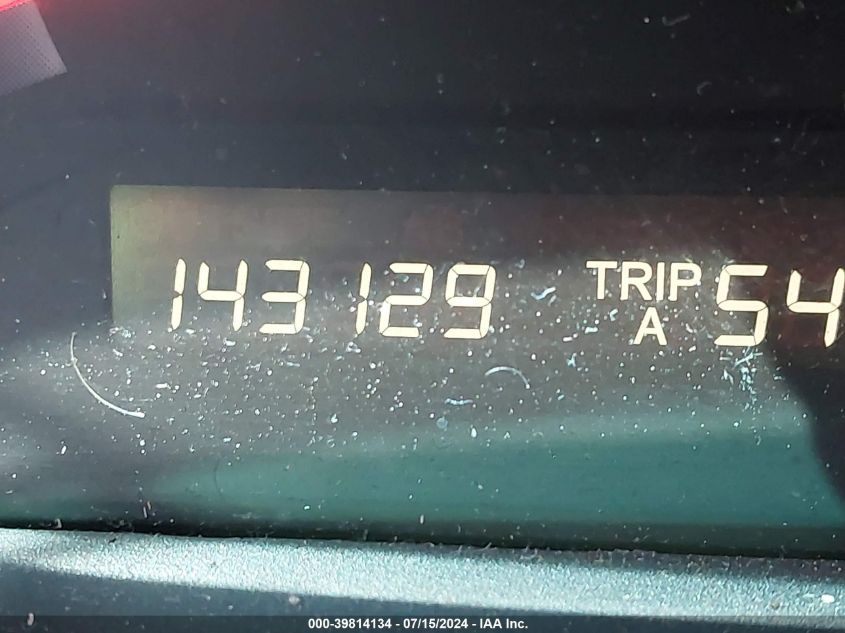 143129 TRIP 54
A
000-39814134 - 07/15/2024 - IAA Inc.